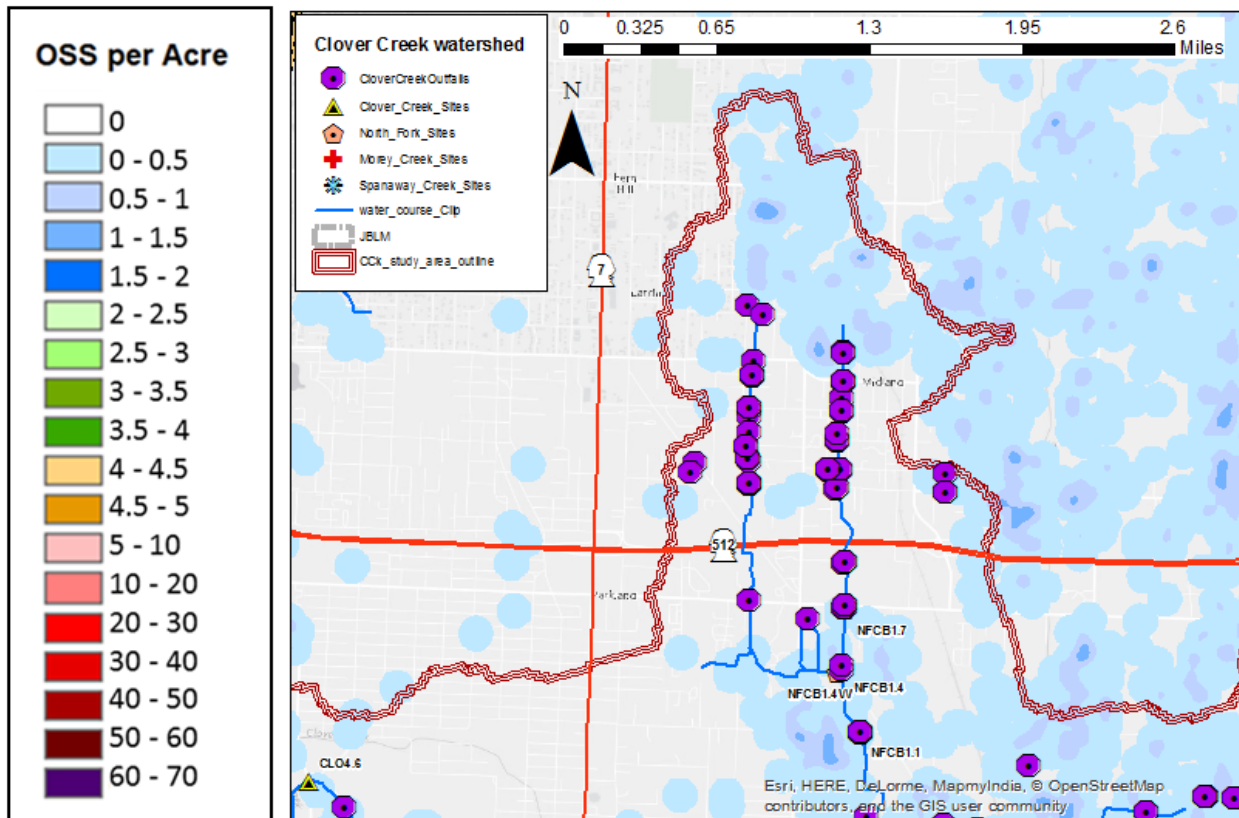 OSS per Acre
0
0 - 0.5
0.5 - 1
1 - 1.5
1.5 - 2
2 - 2.5
2.5 - 3
3 - 3.5
3.5 - 4
4 - 4.5
4.5 - 5
5 - 10
10 - 20
20 - 30
30 - 40
40 - 50
50 - 60
60 - 70
Clover Creek watershed
CloverCreekOutfalls
Clover_Creek_Sites
North_Fork_Sites
Morey_Creek_Sites
Spanaway_Creek_Sites
water_course_Clip
JBLM
CCk_study_area_outline
0 0.325 0.65 1.3 1.95 2.6
Miles
N
Fern
Hill
7
Midland
512
Parkland
NFCB1.7
NFCB1.4W
NFCB1.4
NFCB1.1
CLO4.6
Esri, HERE, DeLorme, MapmyIndia, © OpenStreetMap
contributors, and the GIS user community